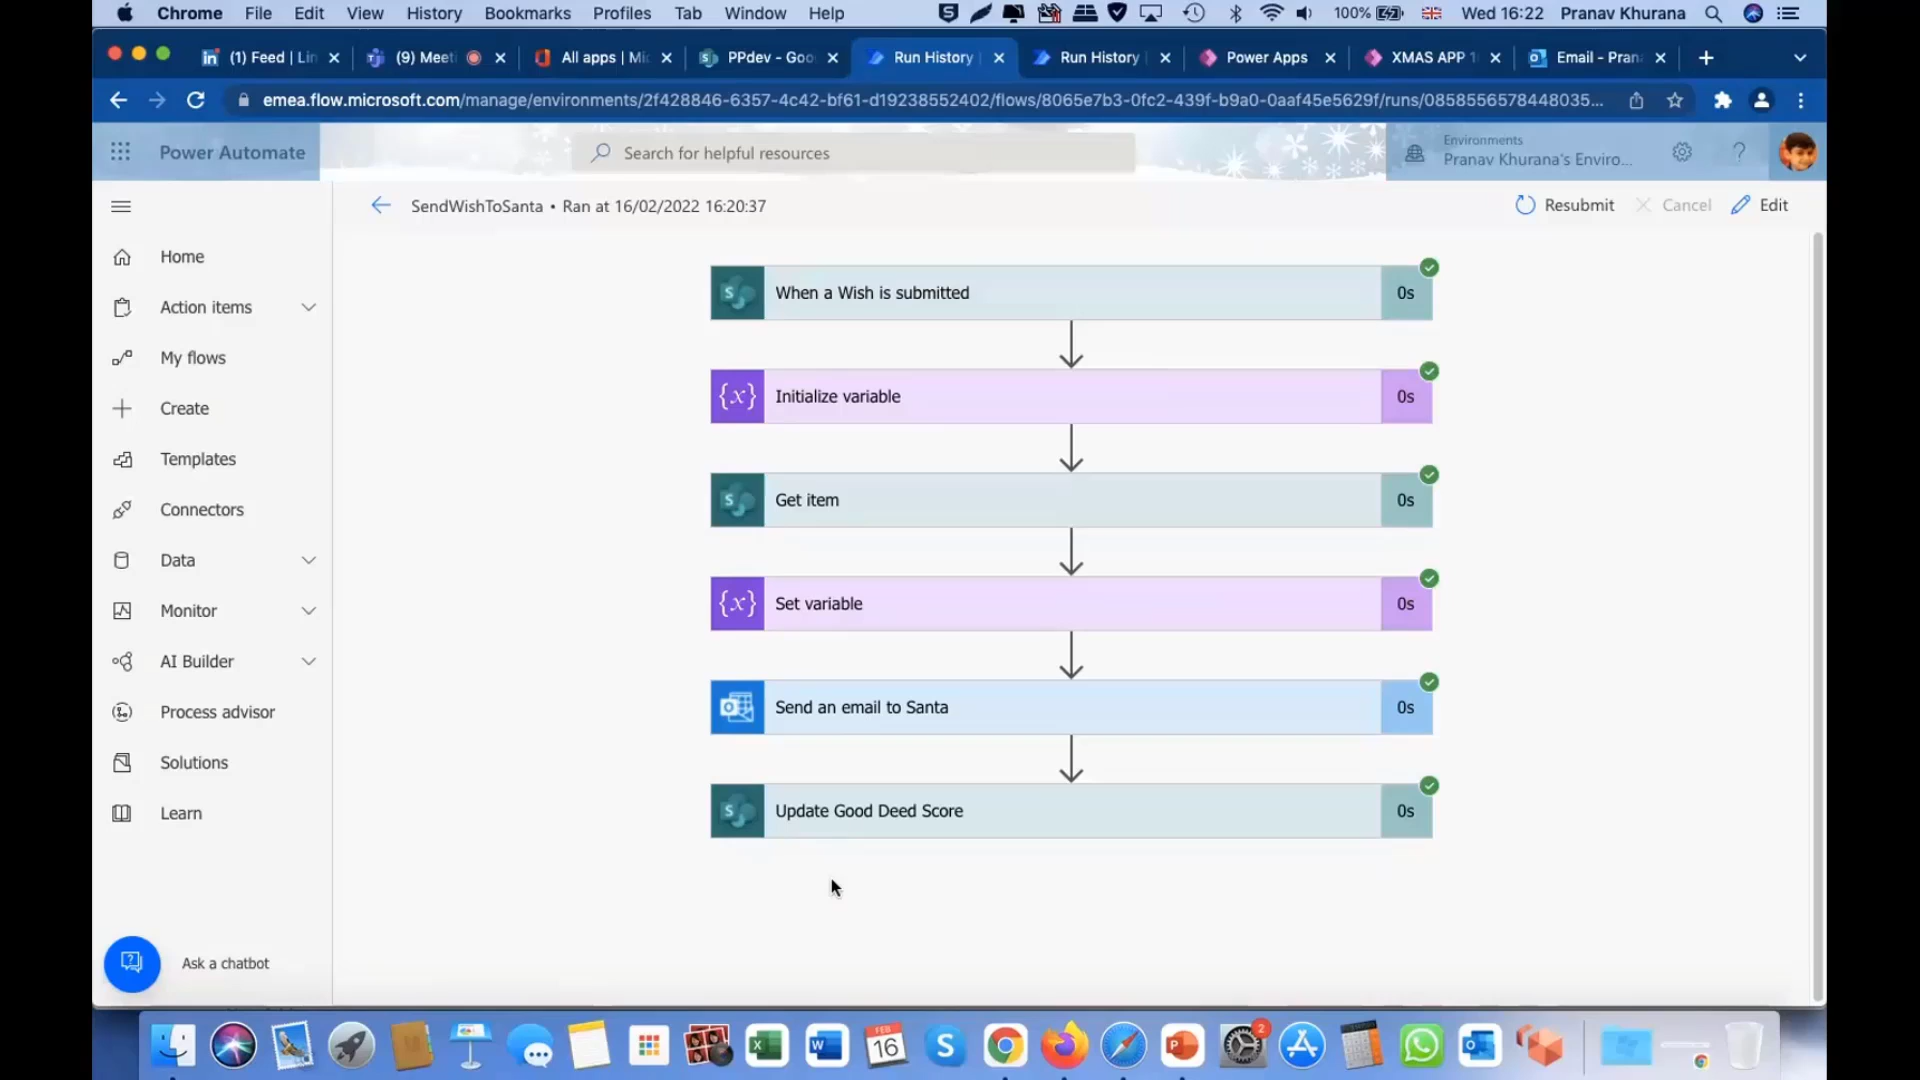 Chrome File Edit View History Bookmarks Profiles Tab Window Help 100% Wed 16:22 Pranav Khurana
(1) Feed | Lin (9) Meeti All apps | Mic PPdev - Goo Run History | Run History | Power Apps XMAS APP 1 Email - Pran
emea.flow.microsoft.com/manage/environments/2f428846-6357-4c42-bf61-d19238552402/flows/8065e7b3-0fc2-439f-b9a0-0aaf45e5629f/runs/0858556578448035...
Power Automate
Search for helpful resources
Environments
Pranav Khurana's Enviro...
?
SendWishToSanta • Ran at 16/02/2022 16:20:37
Resubmit Cancel Edit
Home
Action items
My flows
Create
Templates
Connectors
Data
Monitor
AI Builder
Process advisor
Solutions
Learn
Ask a chatbot
When a Wish is submitted 0s
Initialize variable 0s
Get item 0s
Set variable 0s
Send an email to Santa 0s
Update Good Deed Score 0s
FEB
16
2